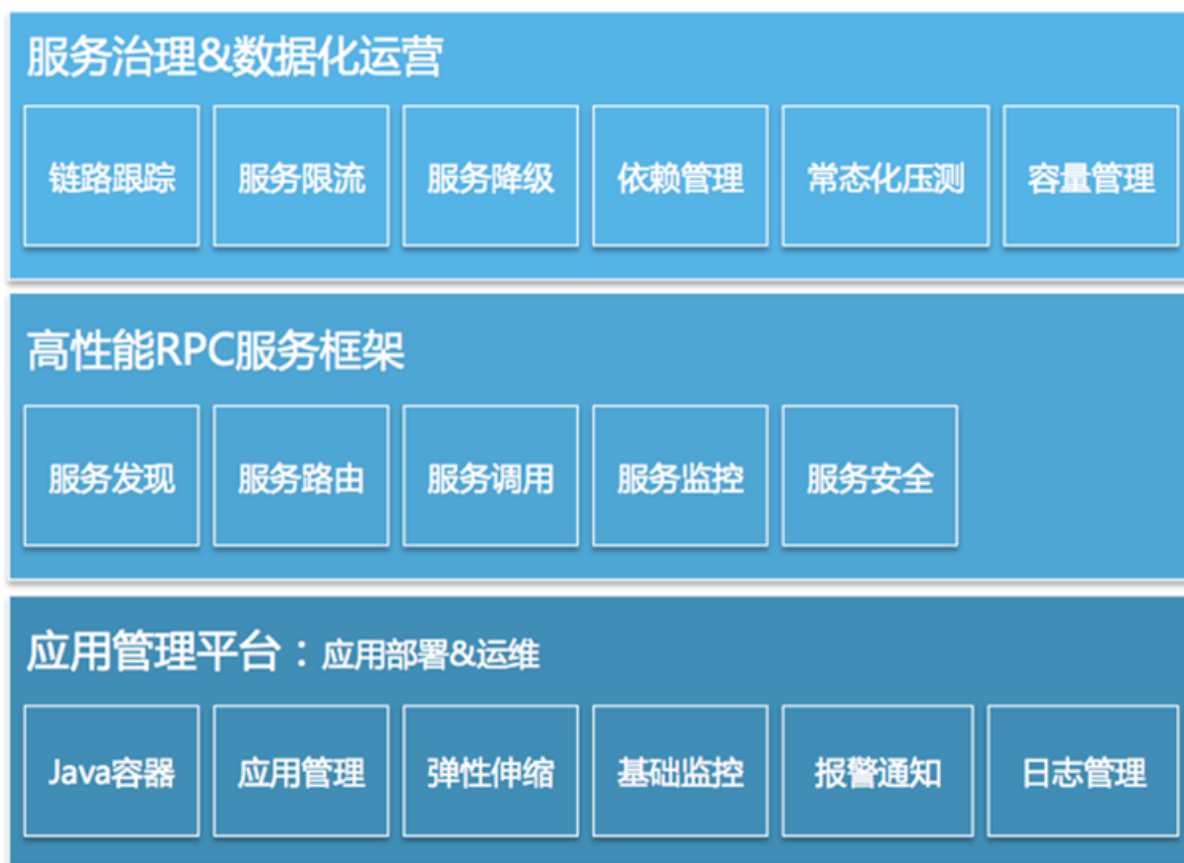 服务治理&数据化运营
链路跟踪 服务限流 服务降级 依赖管理 常态化压测 容量管理
高性能RPC服务框架
服务发现 服务路由 服务调用 服务监控 服务安全
应用管理平台：应用部署&运维
Java容器 应用管理 弹性伸缩 基础监控 报警通知 日志管理